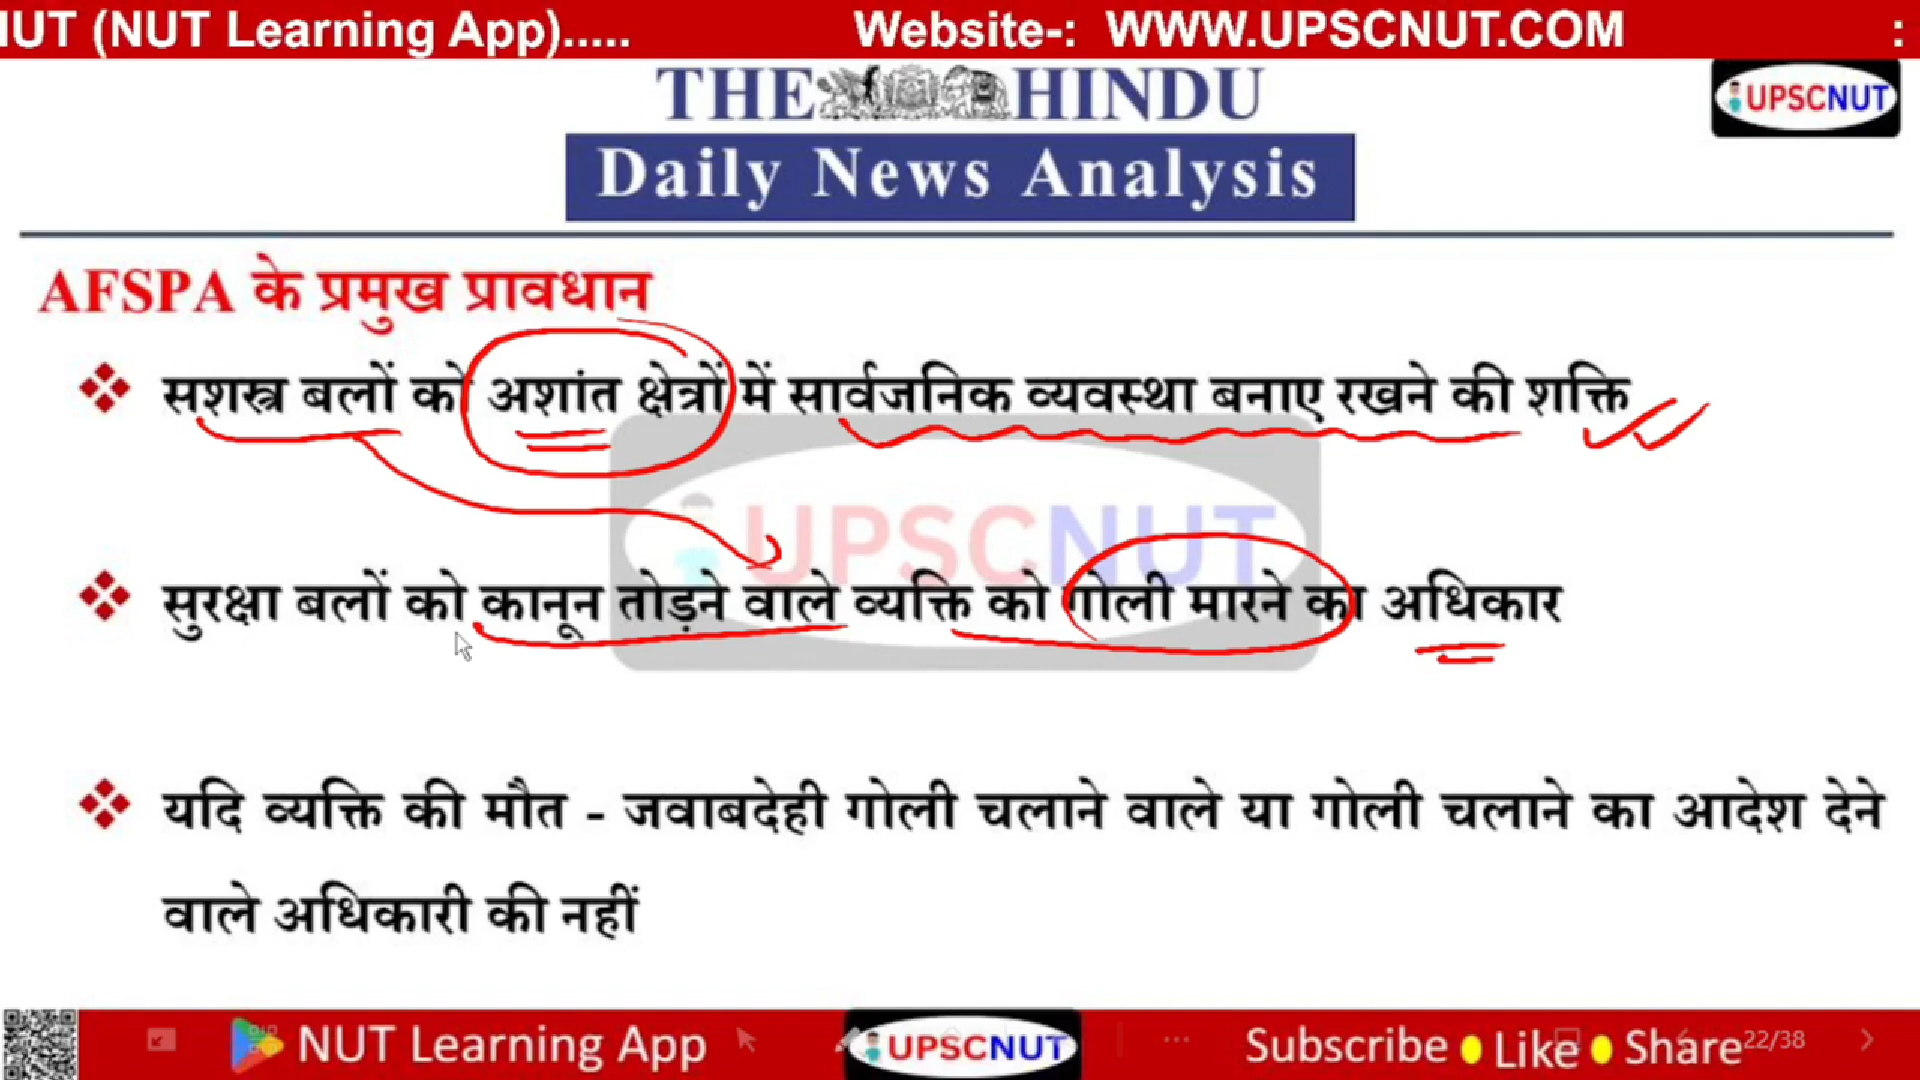 NUT (NUT Learning App)..... Website-: WWW.UPSCNUT.COM :
THE HINDU
UPSCNUT
Daily News Analysis
AFSPA के प्रमुख प्रावधान
सशस्त्र बलों को अशांत क्षेत्रों में सार्वजनिक व्यवस्था बनाए रखने की शक्ति
UPSCNUT
सुरक्षा बलों को कानून तोड़ने वाले व्यक्ति को गोली मारने का अधिकार
यदि व्यक्ति की मौत - जवाबदेही गोली चलाने वाले या गोली चलाने का आदेश देने
वाले अधिकारी की नहीं
NUT Learning App UPSCNUT Subscribe Like Share 22/38